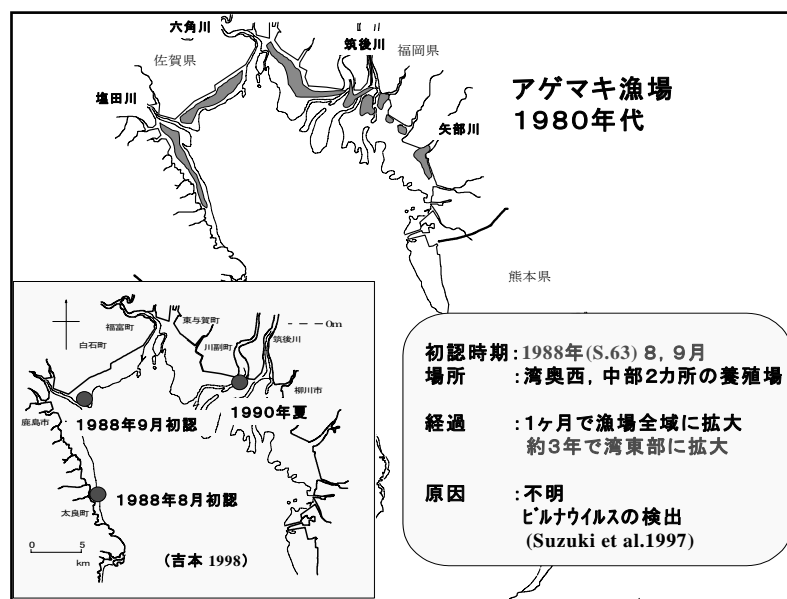 六角川
佐賀県
筑後川
福岡県
塩田川
矢部川
アゲマキ漁場
1980年代
熊本県
東与賀町
福富町
川副町
筑後川
0m
白石町
柳川市
鹿島市
1988年9月初認
1990年夏
1988年8月初認
太良町
0 5
km
(吉本 1998)
初認時期:1988年(S.63) 8,9月
場所 :湾奥西,中部2カ所の養殖場
経過 :1ヶ月で漁場全域に拡大
約3年で湾東部に拡大
原因 :不明
ビルナウイルスの検出
(Suzuki et al.1997)